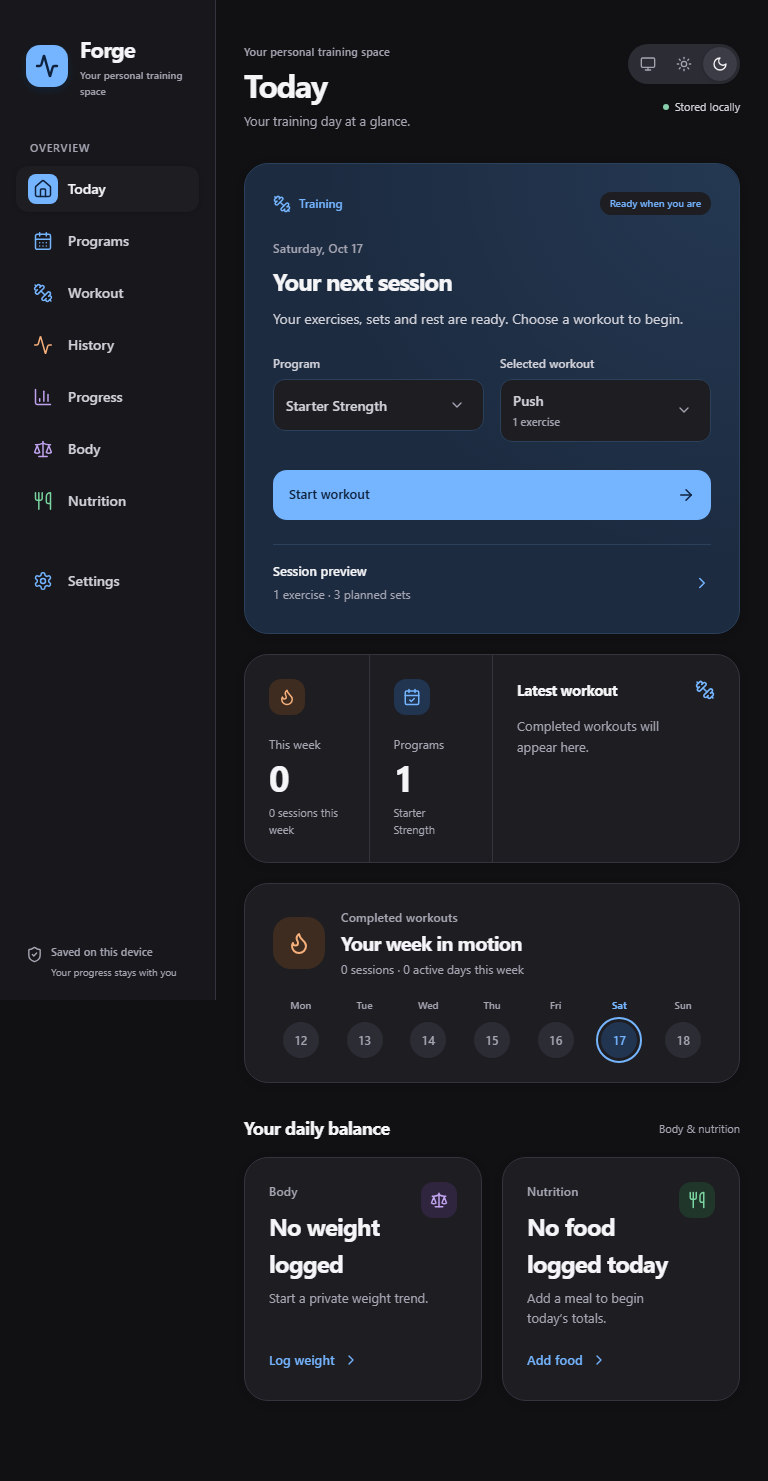 Forge
Your personal training
space
OVERVIEW
Today
Programs
Workout
History
Progress
Body
Nutrition
Settings
Saved on this device
Your progress stays with you
Your personal training space
Today
Your training day at a glance.
Stored locally
Training
Ready when you are
Saturday, Oct 17
Your next session
Your exercises, sets and rest are ready. Choose a workout to begin.
Program
Selected workout
Starter Strength
Push
1 exercise
Start workout
Session preview
1 exercise · 3 planned sets
This week
0
0 sessions this
week
Programs
1
Starter
Strength
Latest workout
Completed workouts will
appear here.
Completed workouts
Your week in motion
0 sessions · 0 active days this week
Mon Tue Wed Thu Fri Sat Sun
12 13 14 15 16 17 18
Your daily balance
Body & nutrition
Body
No weight
logged
Start a private weight trend.
Log weight
Nutrition
No food
logged today
Add a meal to begin
today's totals.
Add food